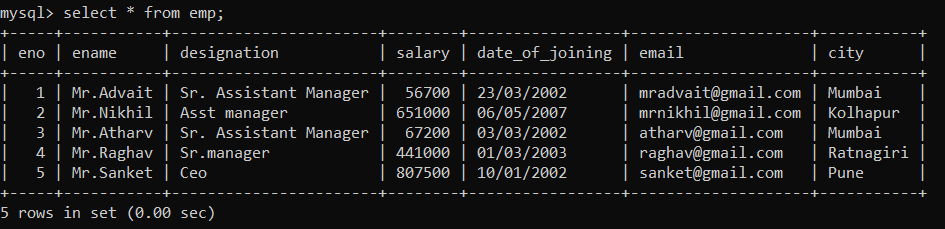 mysql> select * from emp;
+-----+-----------+-----------------------+--------+-----------------+--------------------+-----------+
| eno | ename     | designation           | salary | date_of_joining | email              | city      |
+-----+-----------+-----------------------+--------+-----------------+--------------------+-----------+
|   1 | Mr.Advait | Sr. Assistant Manager |  56700 | 23/03/2002      | mradvait@gmail.com | Mumbai    |
|   2 | Mr.Nikhil | Asst manager          | 651000 | 06/05/2007      | mrnikhil@gmail.com | Kolhapur  |
|   3 | Mr.Atharv | Sr. Assistant Manager |  67200 | 03/03/2002      | atharv@gmail.com   | Mumbai    |
|   4 | Mr.Raghav | Sr.manager            | 441000 | 01/03/2003      | raghav@gmail.com   | Ratnagiri |
|   5 | Mr.Sanket | Ceo                   | 807500 | 10/01/2002      | sanket@gmail.com   | Pune      |
+-----+-----------+-----------------------+--------+-----------------+--------------------+-----------+
5 rows in set (0.00 sec)